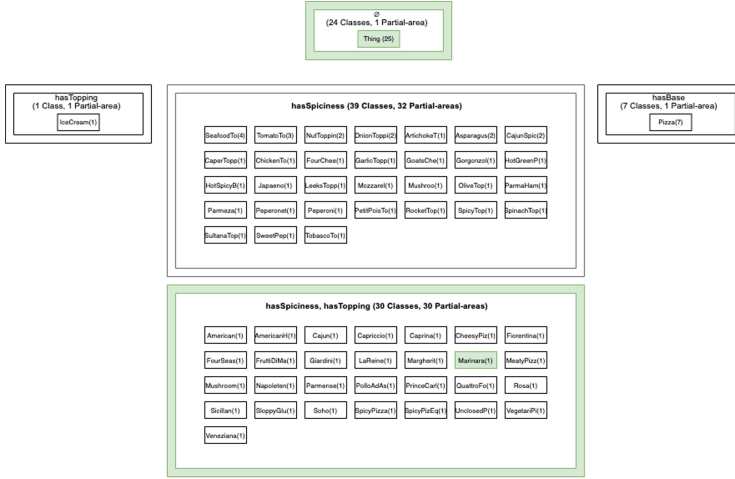 ∅
(24 Classes, 1 Partial-area)
Thing (25)
hasTopping
(1 Class, 1 Partial-area)
IceCream(1)
hasSpiciness (39 Classes, 32 Partial-areas)
SeafoodTo(4) TomatoTo(3) NutToppin(2) OnionToppi(2) ArtichokeT(1) Asparagus(2) CajunSpic(2)
CaperTopp(1) ChickenTo(1) FourChee(1) GarlicTopp(1) GoatsChe(1) Gorgonzol(1) HotGreenP(1)
HotSpicyB(1) Japaeno(1) LeeksTopp(1) Mozzarel(1) Mushroo(1) OliveTop(1) ParmaHam(1)
Parmeza(1) Peperonet(1) Peperoni(1) PetitPoisTo(1) RocketTop(1) SpicyTop(1) SpinachTop(1)
SultanaTop(1) SweetPep(1) TobascoTo(1)
hasBase
(7 Classes, 1 Partial-area)
Pizza(7)
hasSpiciness, hasTopping (30 Classes, 30 Partial-areas)
American(1) AmericanH(1) Cajun(1) Capriccio(1) Caprina(1) CheesyPiz(1) Fiorentina(1)
FourSeas(1) FruttiDiMa(1) Giardini(1) LaReine(1) Margherit(1) Marinara(1) MeatyPizz(1)
Mushroom(1) Napoleten(1) Parmense(1) PolloAdAs(1) PrinceCarl(1) QuattroFo(1) Rosa(1)
Sicilian(1) SloppyGiu(1) Soho(1) SpicyPizza(1) SpicyPizEq(1) UnclosedP(1) VegetariPi(1)
Veneziana(1)